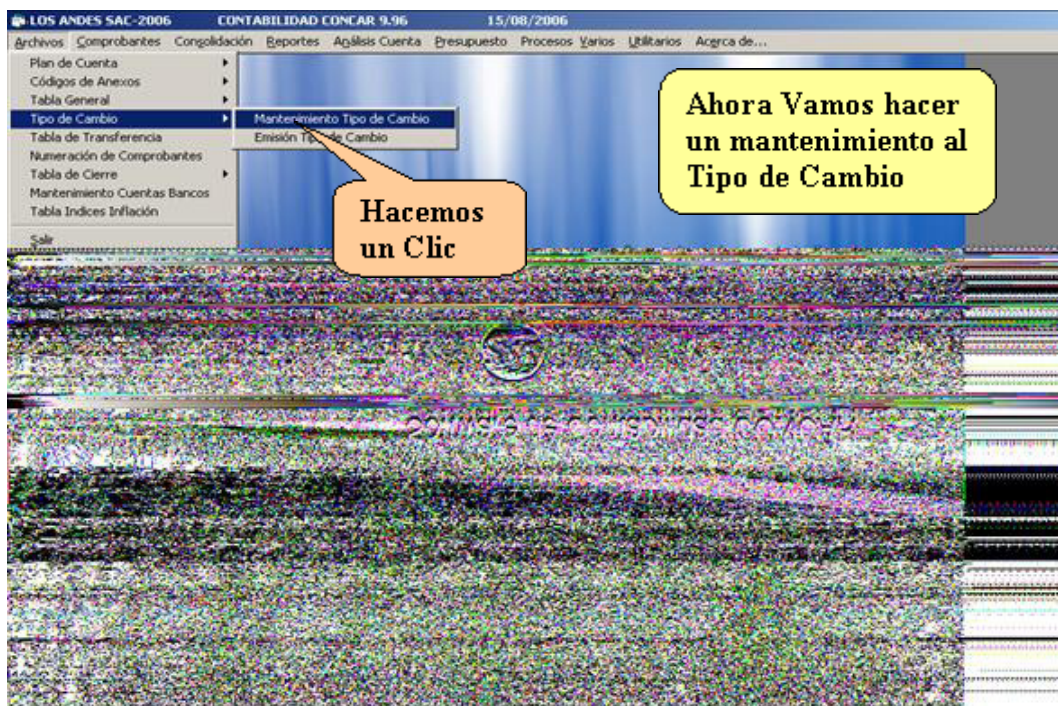 LOS ANDES SAC-2006 CONTABILIDAD CONCAR 9.96 15/08/2006
Archivos Comprobantes Consolidación Reportes Análisis Cuenta Presupuesto Procesos Varios Utilitarios Acerca de...
Plan de Cuenta
Códigos de Anexos
Tabla General
Tipo de Cambio
Tabla de Transferencia
Numeración de Comprobantes
Tabla de Cierre
Mantenimiento Cuentas Bancos
Tabla Indices Inflación
Salir
Mantenimiento Tipo de Cambio
Emisión Tipo de Cambio
Hacemos
un Clic
Ahora Vamos hacer
un mantenimiento al
Tipo de Cambio